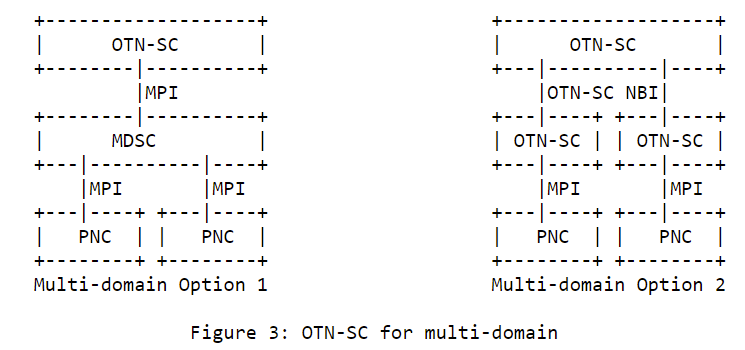 +--------------------+                    +--------------------+
|      OTN-SC        |                    |      OTN-SC        |
+--------|-----------+                    +---|----------|-----+
|MPI                                          |OTN-SC NBI|
+--------|-----------+                    +---|----+ +---|-----+
|      MDSC          |                    | OTN-SC | | OTN-SC |
+---|----------|-----+                    +---|----+ +---|-----+
|MPI       |MPI                               |MPI       |MPI
+---|----+ +---|-----+                    +---|----+ +---|-----+
|   PNC  | |   PNC   |                    |   PNC  | |   PNC   |
+--------+ +---------+                    +--------+ +---------+
Multi-domain Option 1                     Multi-domain Option 2
Figure 3: OTN-SC for multi-domain